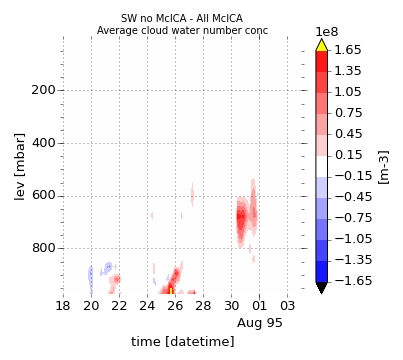 SW no McICA - All McICA
Average cloud water number conc
1e8
1.65
1.35
1.05
0.75
0.45
0.15
−0.15
−0.45
−0.75
−1.05
−1.35
−1.65
[m-3]
lev [mbar]
200
400
600
800
18 20 22 24 26 28 30 01 03
Aug 95
time [datetime]